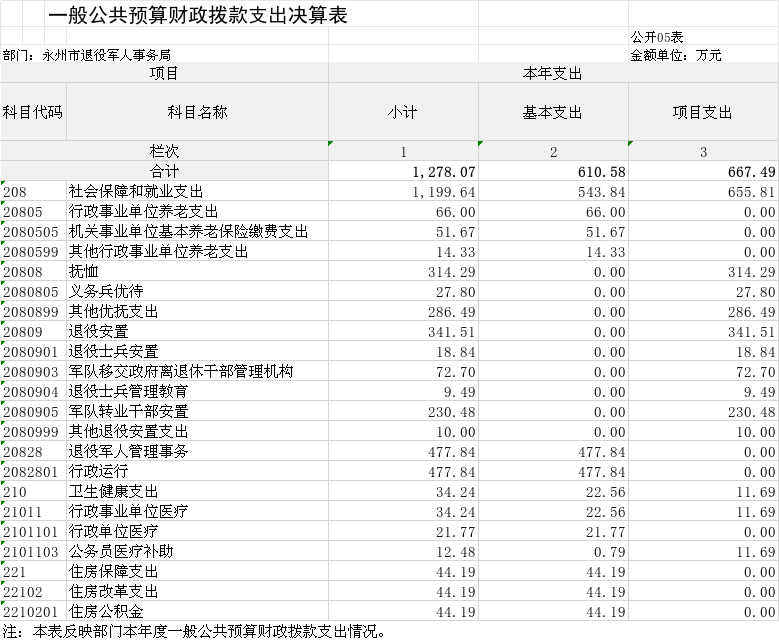 一般公共预算财政拨款支出决算表
公开05表
部门：永州市退役军人事务局 金额单位：万元
项目 本年支出
科目代码 科目名称 小计 基本支出 项目支出
栏次 1 2 3
合计 1,278.07 610.58 667.49
208 社会保障和就业支出 1,199.64 543.84 655.81
20805 行政事业单位养老支出 66.00 66.00 0.00
2080505 机关事业单位基本养老保险缴费支出 51.67 51.67 0.00
2080599 其他行政事业单位养老支出 14.33 14.33 0.00
20808 抚恤 314.29 0.00 314.29
2080805 义务兵优待 27.80 0.00 27.80
2080899 其他优抚支出 286.49 0.00 286.49
20809 退役安置 341.51 0.00 341.51
2080901 退役士兵安置 18.84 0.00 18.84
2080903 军队移交政府离退休干部管理机构 72.70 0.00 72.70
2080904 退役士兵管理教育 9.49 0.00 9.49
2080905 军队转业干部安置 230.48 0.00 230.48
2080999 其他退役安置支出 10.00 0.00 10.00
20828 退役军人管理事务 477.84 477.84 0.00
2082801 行政运行 477.84 477.84 0.00
210 卫生健康支出 34.24 22.56 11.69
21011 行政事业单位医疗 34.24 22.56 11.69
2101101 行政单位医疗 21.77 21.77 0.00
2101103 公务员医疗补助 12.48 0.79 11.69
221 住房保障支出 44.19 44.19 0.00
22102 住房改革支出 44.19 44.19 0.00
2210201 住房公积金 44.19 44.19 0.00
注：本表反映部门本年度一般公共预算财政拨款支出情况。